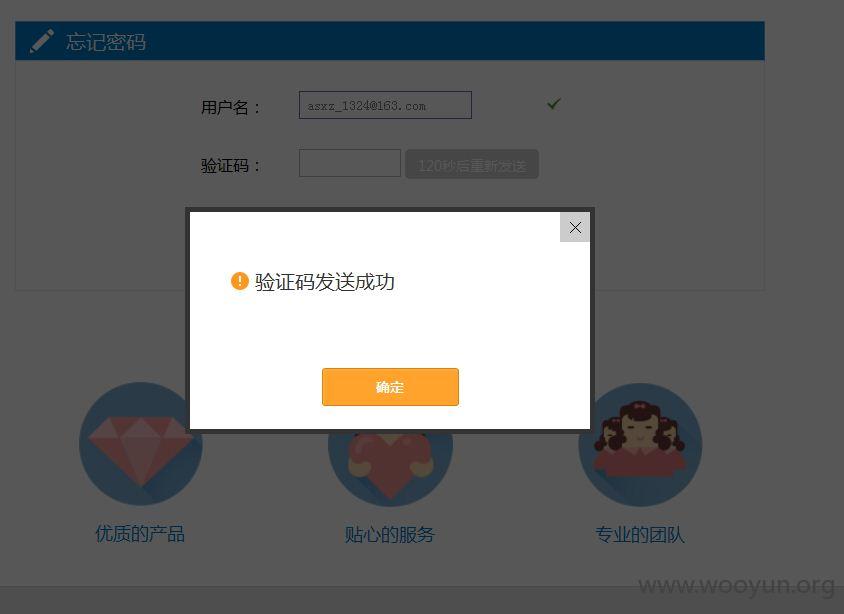 忘记密码
用户名：
asxz_1324@163.com
验证码：
120秒后重新发送
验证码发送成功
确定
优质的产品
贴心的服务
专业的团队
www.wooyun.org